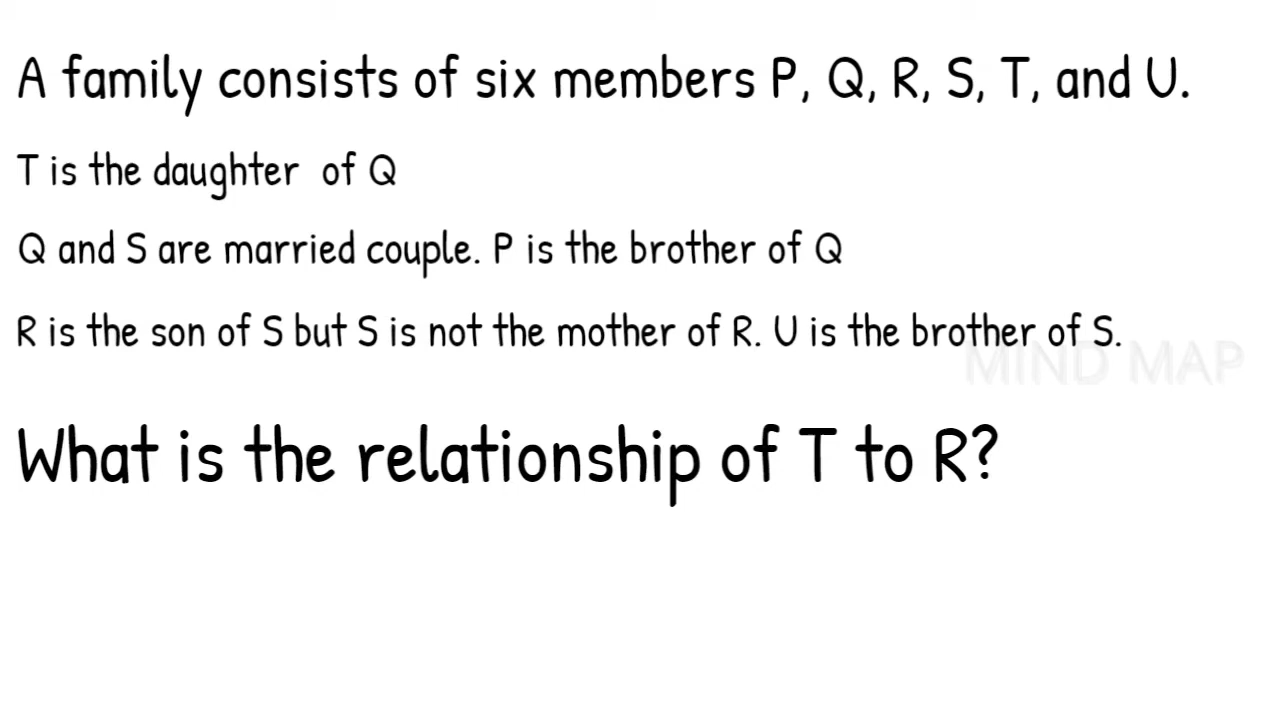 A family consists of six members P, Q, R, S, T, and U.
T is the daughter of Q
Q and S are married couple. P is the brother of Q
R is the son of S but S is not the mother of R. U is the brother of S.
MIND MAP
What is the relationship of T to R?